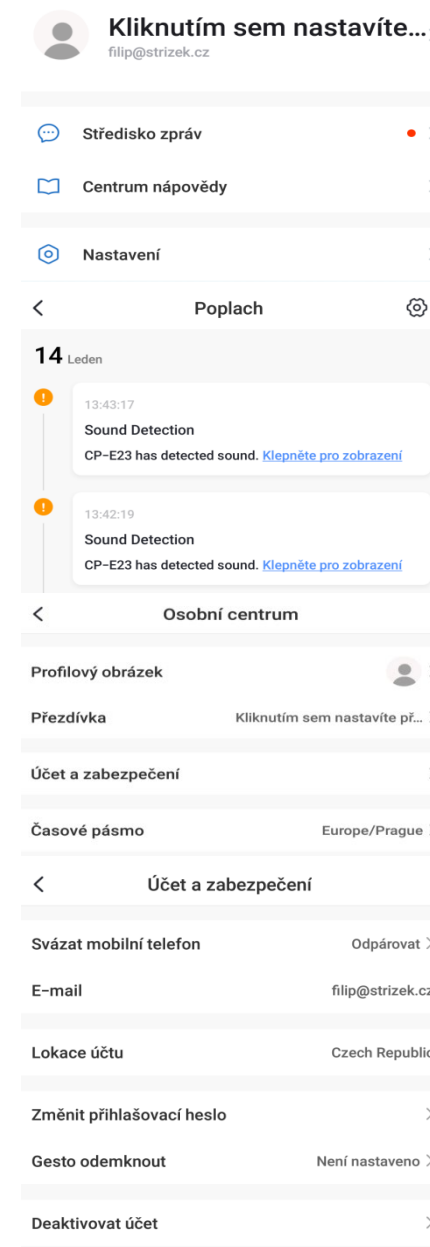 Kliknutím sem nastavíte...
filip@strizek.cz
Středisko zpráv
Centrum nápovědy
Nastavení
Poplach
14 Leden
13:43:17
Sound Detection
CP-E23 has detected sound. Klepněte pro zobrazení
13:42:19
Sound Detection
CP-E23 has detected sound. Klepněte pro zobrazení
Osobní centrum
Profilový obrázek
Přezdívka Kliknutím sem nastavíte př...
Účet a zabezpečení
Časové pásmo Europe/Prague
Účet a zabezpečení
Svázat mobilní telefon Odpárovat
E-mail filip@strizek.cz
Lokace účtu Czech Republic
Změnit přihlašovací heslo
Gesto odemknout Není nastaveno
Deaktivovat účet